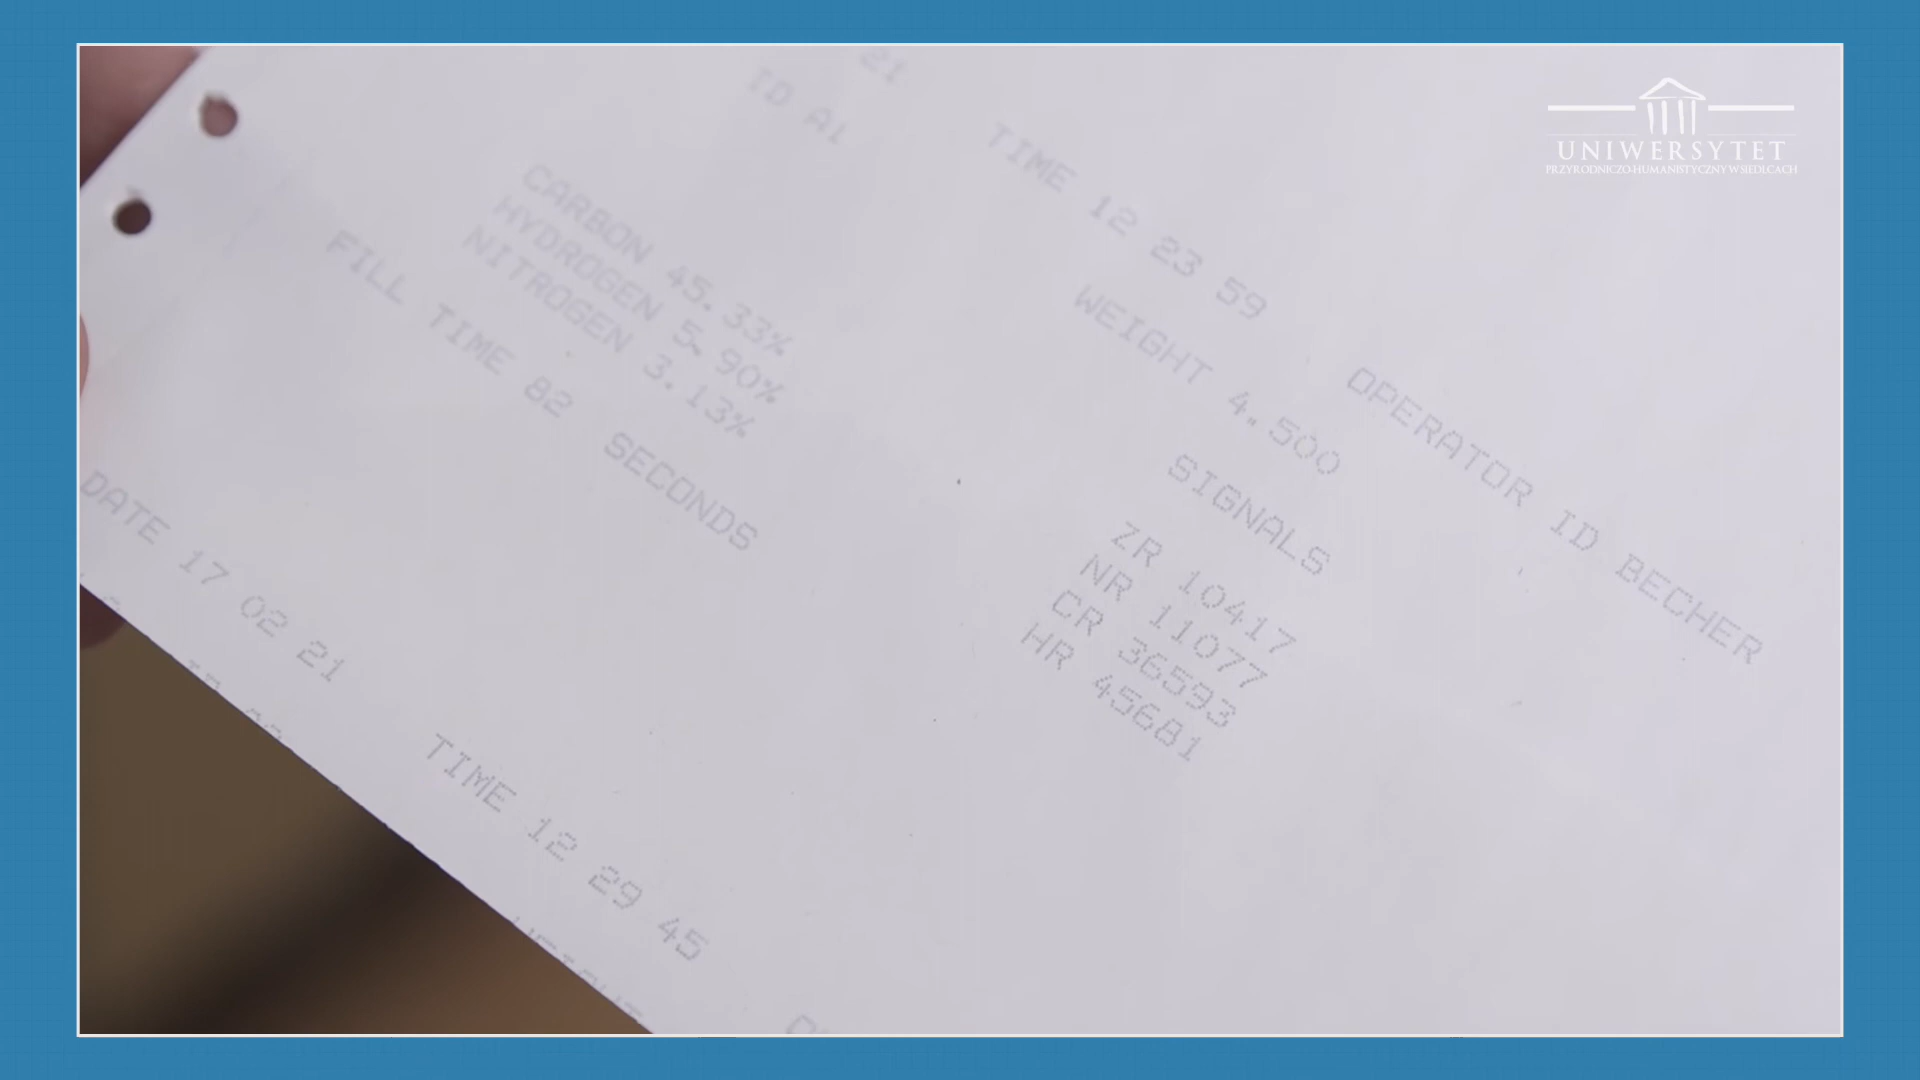 UNIWERSYTET
PRZYRODNICZO-HUMANISTYCZNY W SIEDLCACH
21 TIME 12 23 59 OPERATOR ID BECHER
ID A1 WEIGHT 4.500
SIGNALS
CARBON 45.33% ZR 10417
HYDROGEN 5.90% NR 11077
NITROGEN 3.13% CR 36593
HR 45681
FILL TIME 82 SECONDS
DATE 17 02 21 TIME 12 29 45